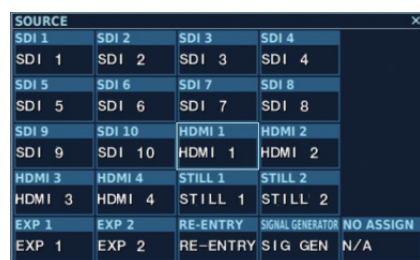 SOURCE ×
SDI 1 SDI 2 SDI 3 SDI 4
SDI 1 SDI 2 SDI 3 SDI 4
SDI 5 SDI 6 SDI 7 SDI 8
SDI 5 SDI 6 SDI 7 SDI 8
SDI 9 SDI 10 HDMI 1 HDMI 2
SDI 9 SDI 10 HDMI 1 HDMI 2
HDMI 3 HDMI 4 STILL 1 STILL 2
HDMI 3 HDMI 4 STILL 1 STILL 2
EXP 1 EXP 2 RE-ENTRY SIGNAL GENERATOR NO ASSIGN
EXP 1 EXP 2 RE-ENTRY SIG GEN N/A